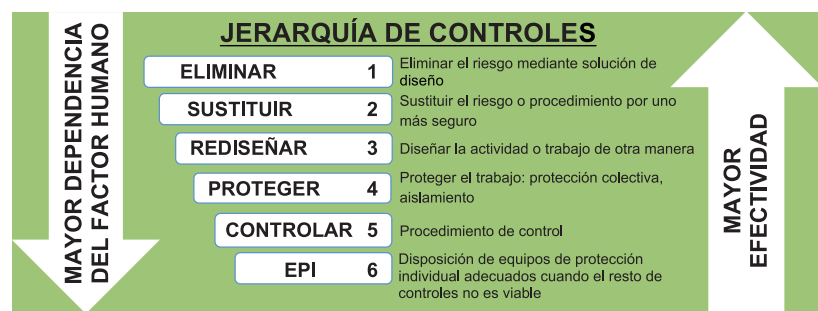 JERARQUÍA DE CONTROLES
MAYOR DEPENDENCIA
DEL FACTOR HUMANO
ELIMINAR 1
Eliminar el riesgo mediante solución de
diseño
SUSTITUIR 2
Sustituir el riesgo o procedimiento por uno
más seguro
REDISEÑAR 3
Diseñar la actividad o trabajo de otra manera
PROTEGER 4
Proteger el trabajo: protección colectiva,
aislamiento
CONTROLAR 5
Procedimiento de control
EPI 6
Disposición de equipos de protección
individual adecuados cuando el resto de
controles no es viable
MAYOR
EFECTIVIDAD